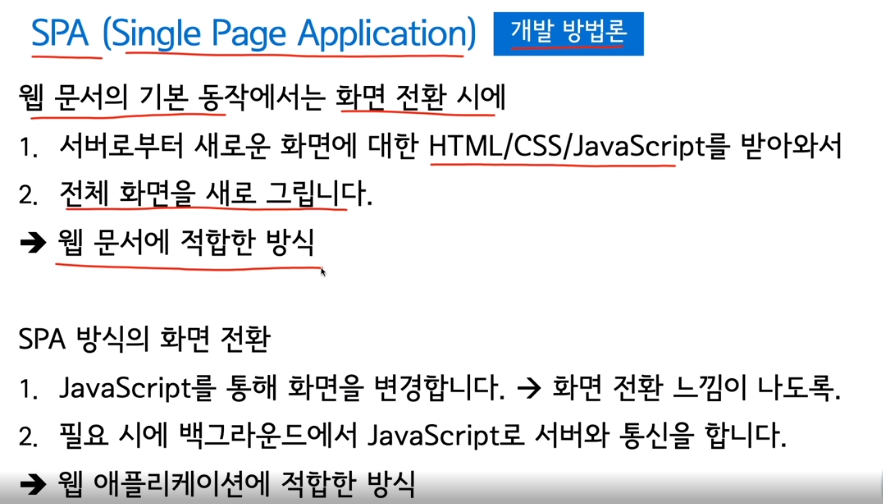 SPA (Single Page Application) 개발 방법론
웹 문서의 기본 동작에서는 화면 전환 시에
1. 서버로부터 새로운 화면에 대한 HTML/CSS/JavaScript를 받아와서
2. 전체 화면을 새로 그립니다.
➔ 웹 문서에 적합한 방식
SPA 방식의 화면 전환
1. JavaScript를 통해 화면을 변경합니다. → 화면 전환 느낌이 나도록.
2. 필요 시에 백그라운드에서 JavaScript로 서버와 통신을 합니다.
➔ 웹 애플리케이션에 적합한 방식